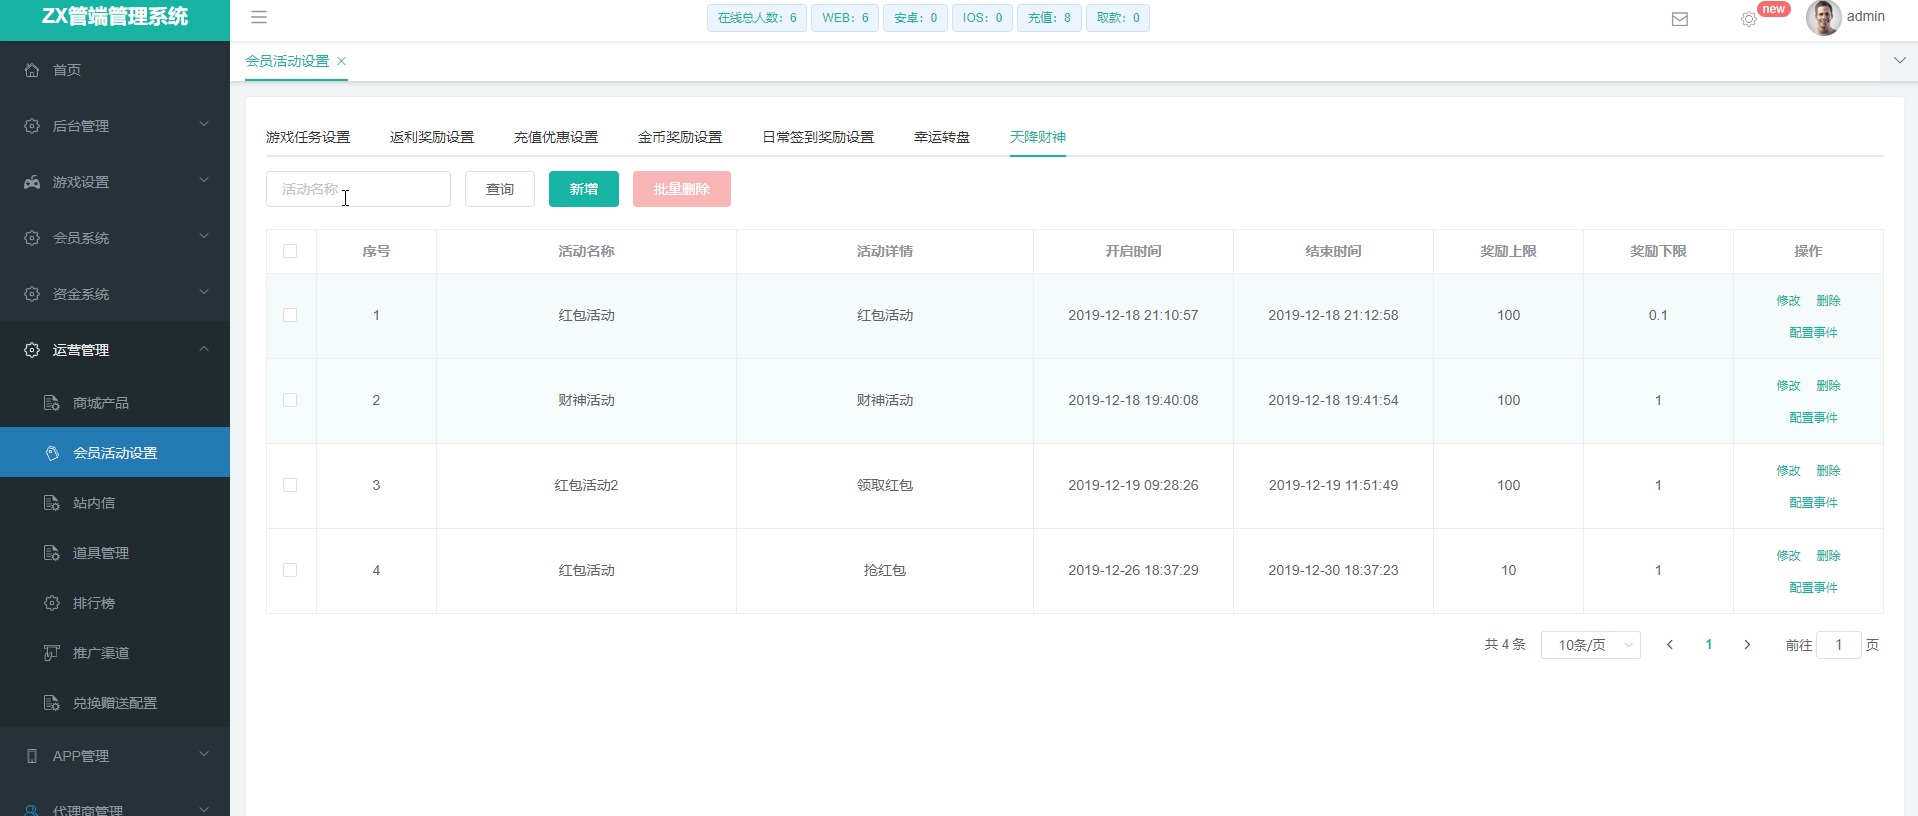 ZX管端管理系统
在线总人数：6 WEB：6 安卓：0 IOS：0 充值：8 取款：0
new
admin
首页
后台管理
游戏设置
会员系统
资金系统
运营管理
商城产品
会员活动设置
站内信
道具管理
排行榜
推广渠道
兑换赠送配置
APP管理
代理商管理
会员活动设置 ×
游戏任务设置 返利奖励设置 充值优惠设置 金币奖励设置 日常签到奖励设置 幸运转盘 天降财神
活动名称 查询 新增 批量删除
序号 活动名称 活动详情 开启时间 结束时间 奖励上限 奖励下限 操作
1 红包活动 红包活动 2019-12-18 21:10:57 2019-12-18 21:12:58 100 0.1 修改 删除
配置事件
2 财神活动 财神活动 2019-12-18 19:40:08 2019-12-18 19:41:54 100 1 修改 删除
配置事件
3 红包活动2 领取红包 2019-12-19 09:28:26 2019-12-19 11:51:49 100 1 修改 删除
配置事件
4 红包活动 抢红包 2019-12-26 18:37:29 2019-12-30 18:37:23 10 1 修改 删除
配置事件
共 4 条 10条/页 1 前往 1 页